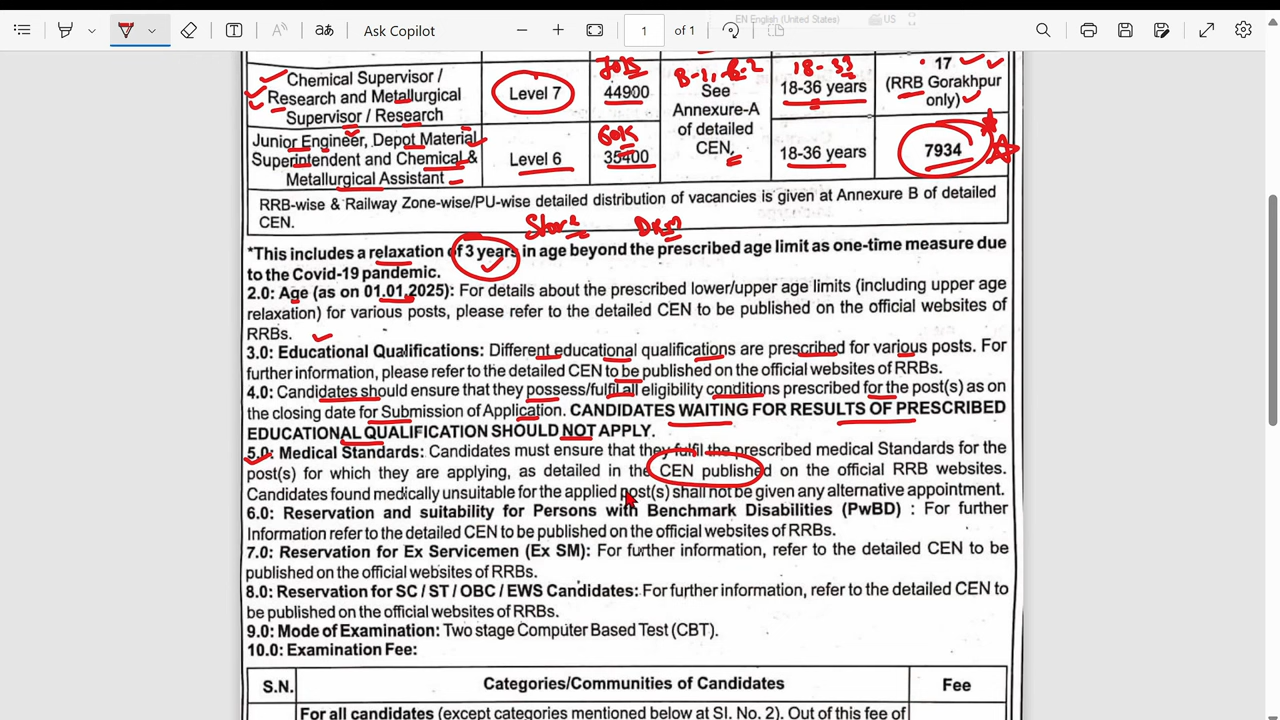 EN English (United States) US
Ask Copilot 1 of 1
Chemical Supervisor /
Research and Metallurgical
Supervisor / Research
Level 7
70K
44900
B-1, B-2
See
Annexure-A
of detailed
CEN.
18-33
18-36 years
17
(RRB Gorakhpur
only)
Junior Engineer, Depot Material
Superintendent and Chemical &
Metallurgical Assistant
Level 6
60K
35400
18-36 years
7934
RRB-wise & Railway Zone-wise/PU-wise detailed distribution of vacancies is given at Annexure B of detailed
CEN.
*This includes a relaxation of 3 years in age beyond the prescribed age limit as one-time measure due
to the Covid-19 pandemic.
2.0: Age (as on 01.01.2025): For details about the prescribed lower/upper age limits (including upper age
relaxation) for various posts, please refer to the detailed CEN to be published on the official websites of
RRBs.
3.0: Educational Qualifications: Different educational qualifications are prescribed for various posts. For
further information, please refer to the detailed CEN to be published on the official websites of RRBs.
4.0: Candidates should ensure that they possess/fulfil all eligibility conditions prescribed for the post(s) as on
the closing date for Submission of Application. CANDIDATES WAITING FOR RESULTS OF PRESCRIBED
EDUCATIONAL QUALIFICATION SHOULD NOT APPLY.
5.0: Medical Standards: Candidates must ensure that they fulfil the prescribed medical Standards for the
post(s) for which they are applying, as detailed in the CEN published on the official RRB websites.
Candidates found medically unsuitable for the applied post(s) shall not be given any alternative appointment.
6.0: Reservation and suitability for Persons with Benchmark Disabilities (PwBD) : For further
Information refer to the detailed CEN to be published on the official websites of RRBs.
7.0: Reservation for Ex Servicemen (Ex SM): For further information, refer to the detailed CEN to be
published on the official websites of RRBs.
8.0: Reservation for SC / ST / OBC / EWS Candidates: For further information, refer to the detailed CEN to
be published on the official websites of RRBs.
9.0: Mode of Examination: Two stage Computer Based Test (CBT).
10.0: Examination Fee:
S.N. Categories/Communities of Candidates Fee
For all candidates (except categories mentioned below at SI. No. 2). Out of this fee of